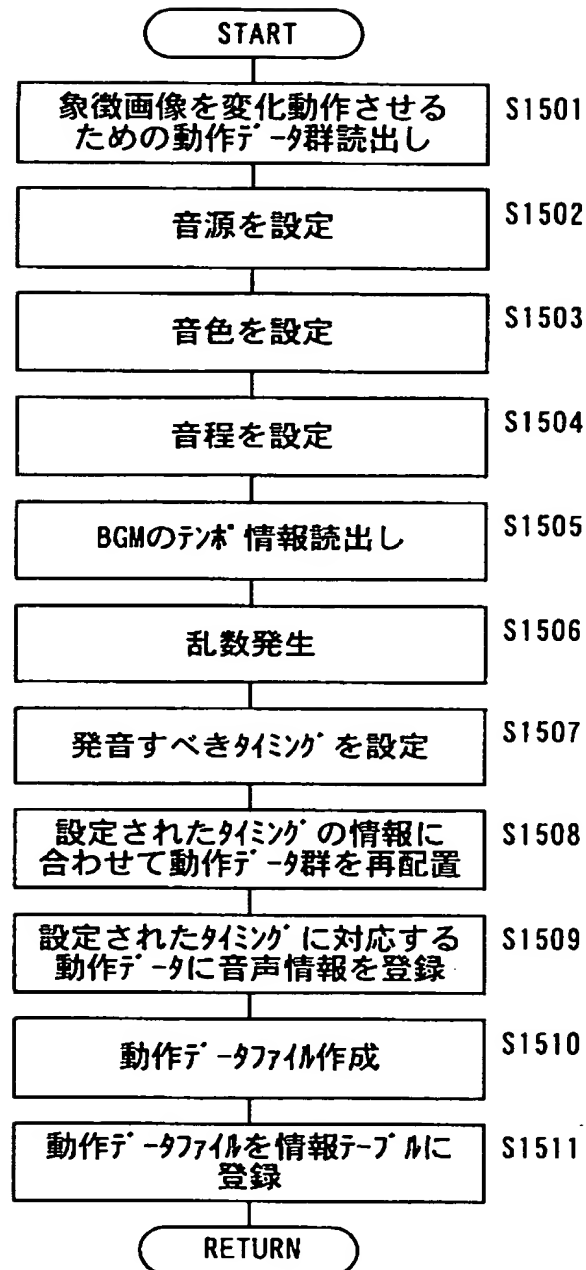 START
象徴画像を変化動作させる
ための動作データ群読出し
S1501
音源を設定
S1502
音色を設定
S1503
音程を設定
S1504
BGMのテンポ情報読出し
S1505
乱数発生
S1506
発音すべきタイミングを設定
S1507
設定されたタイミングの情報に
合わせて動作データ群を再配置
S1508
設定されたタイミングに対応する
動作データに音声情報を登録
S1509
動作データファイル作成
S1510
動作データファイルを情報テーブルに
登録
S1511
RETURN